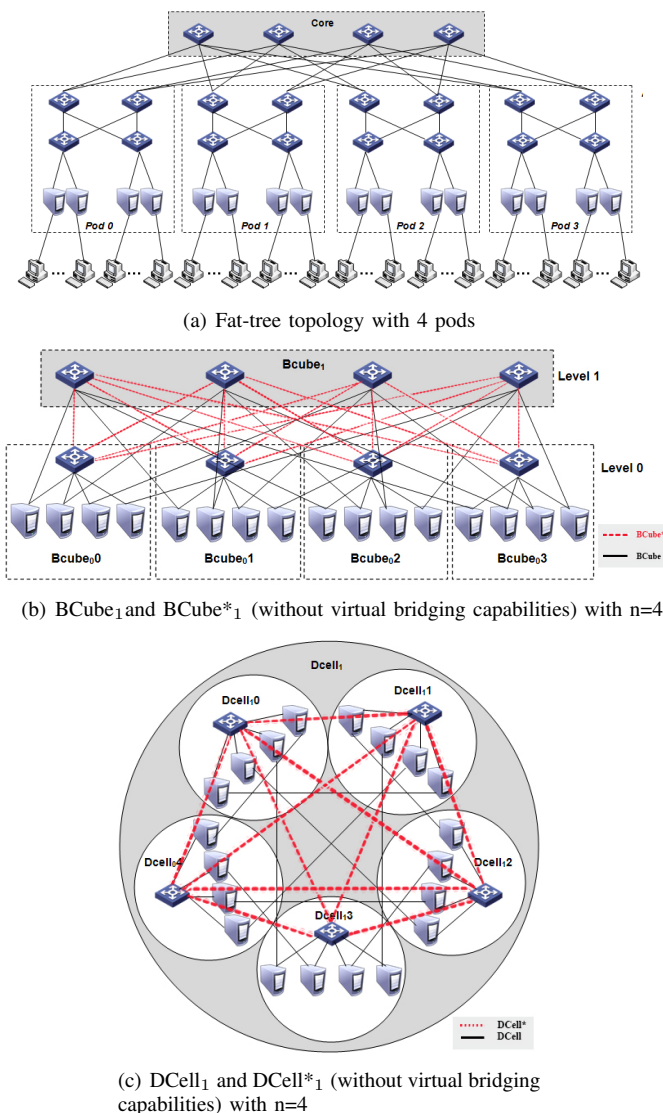 Core
Pod 0
Pod 1
Pod 2
Pod 3
(a) Fat-tree topology with 4 pods
Bcube₁
Level 1
Level 0
Bcube₀0
Bcube₀1
Bcube₀2
Bcube₀3
BCube*
BCube
(b) BCube₁and BCube*₁ (without virtual bridging capabilities) with n=4
Dcell₁
Dcell₁0
Dcell₁1
Dcell₀4
Dcell₁2
Dcell₁3
DCell*
DCell
(c) DCell₁ and DCell*₁ (without virtual bridging
capabilities) with n=4